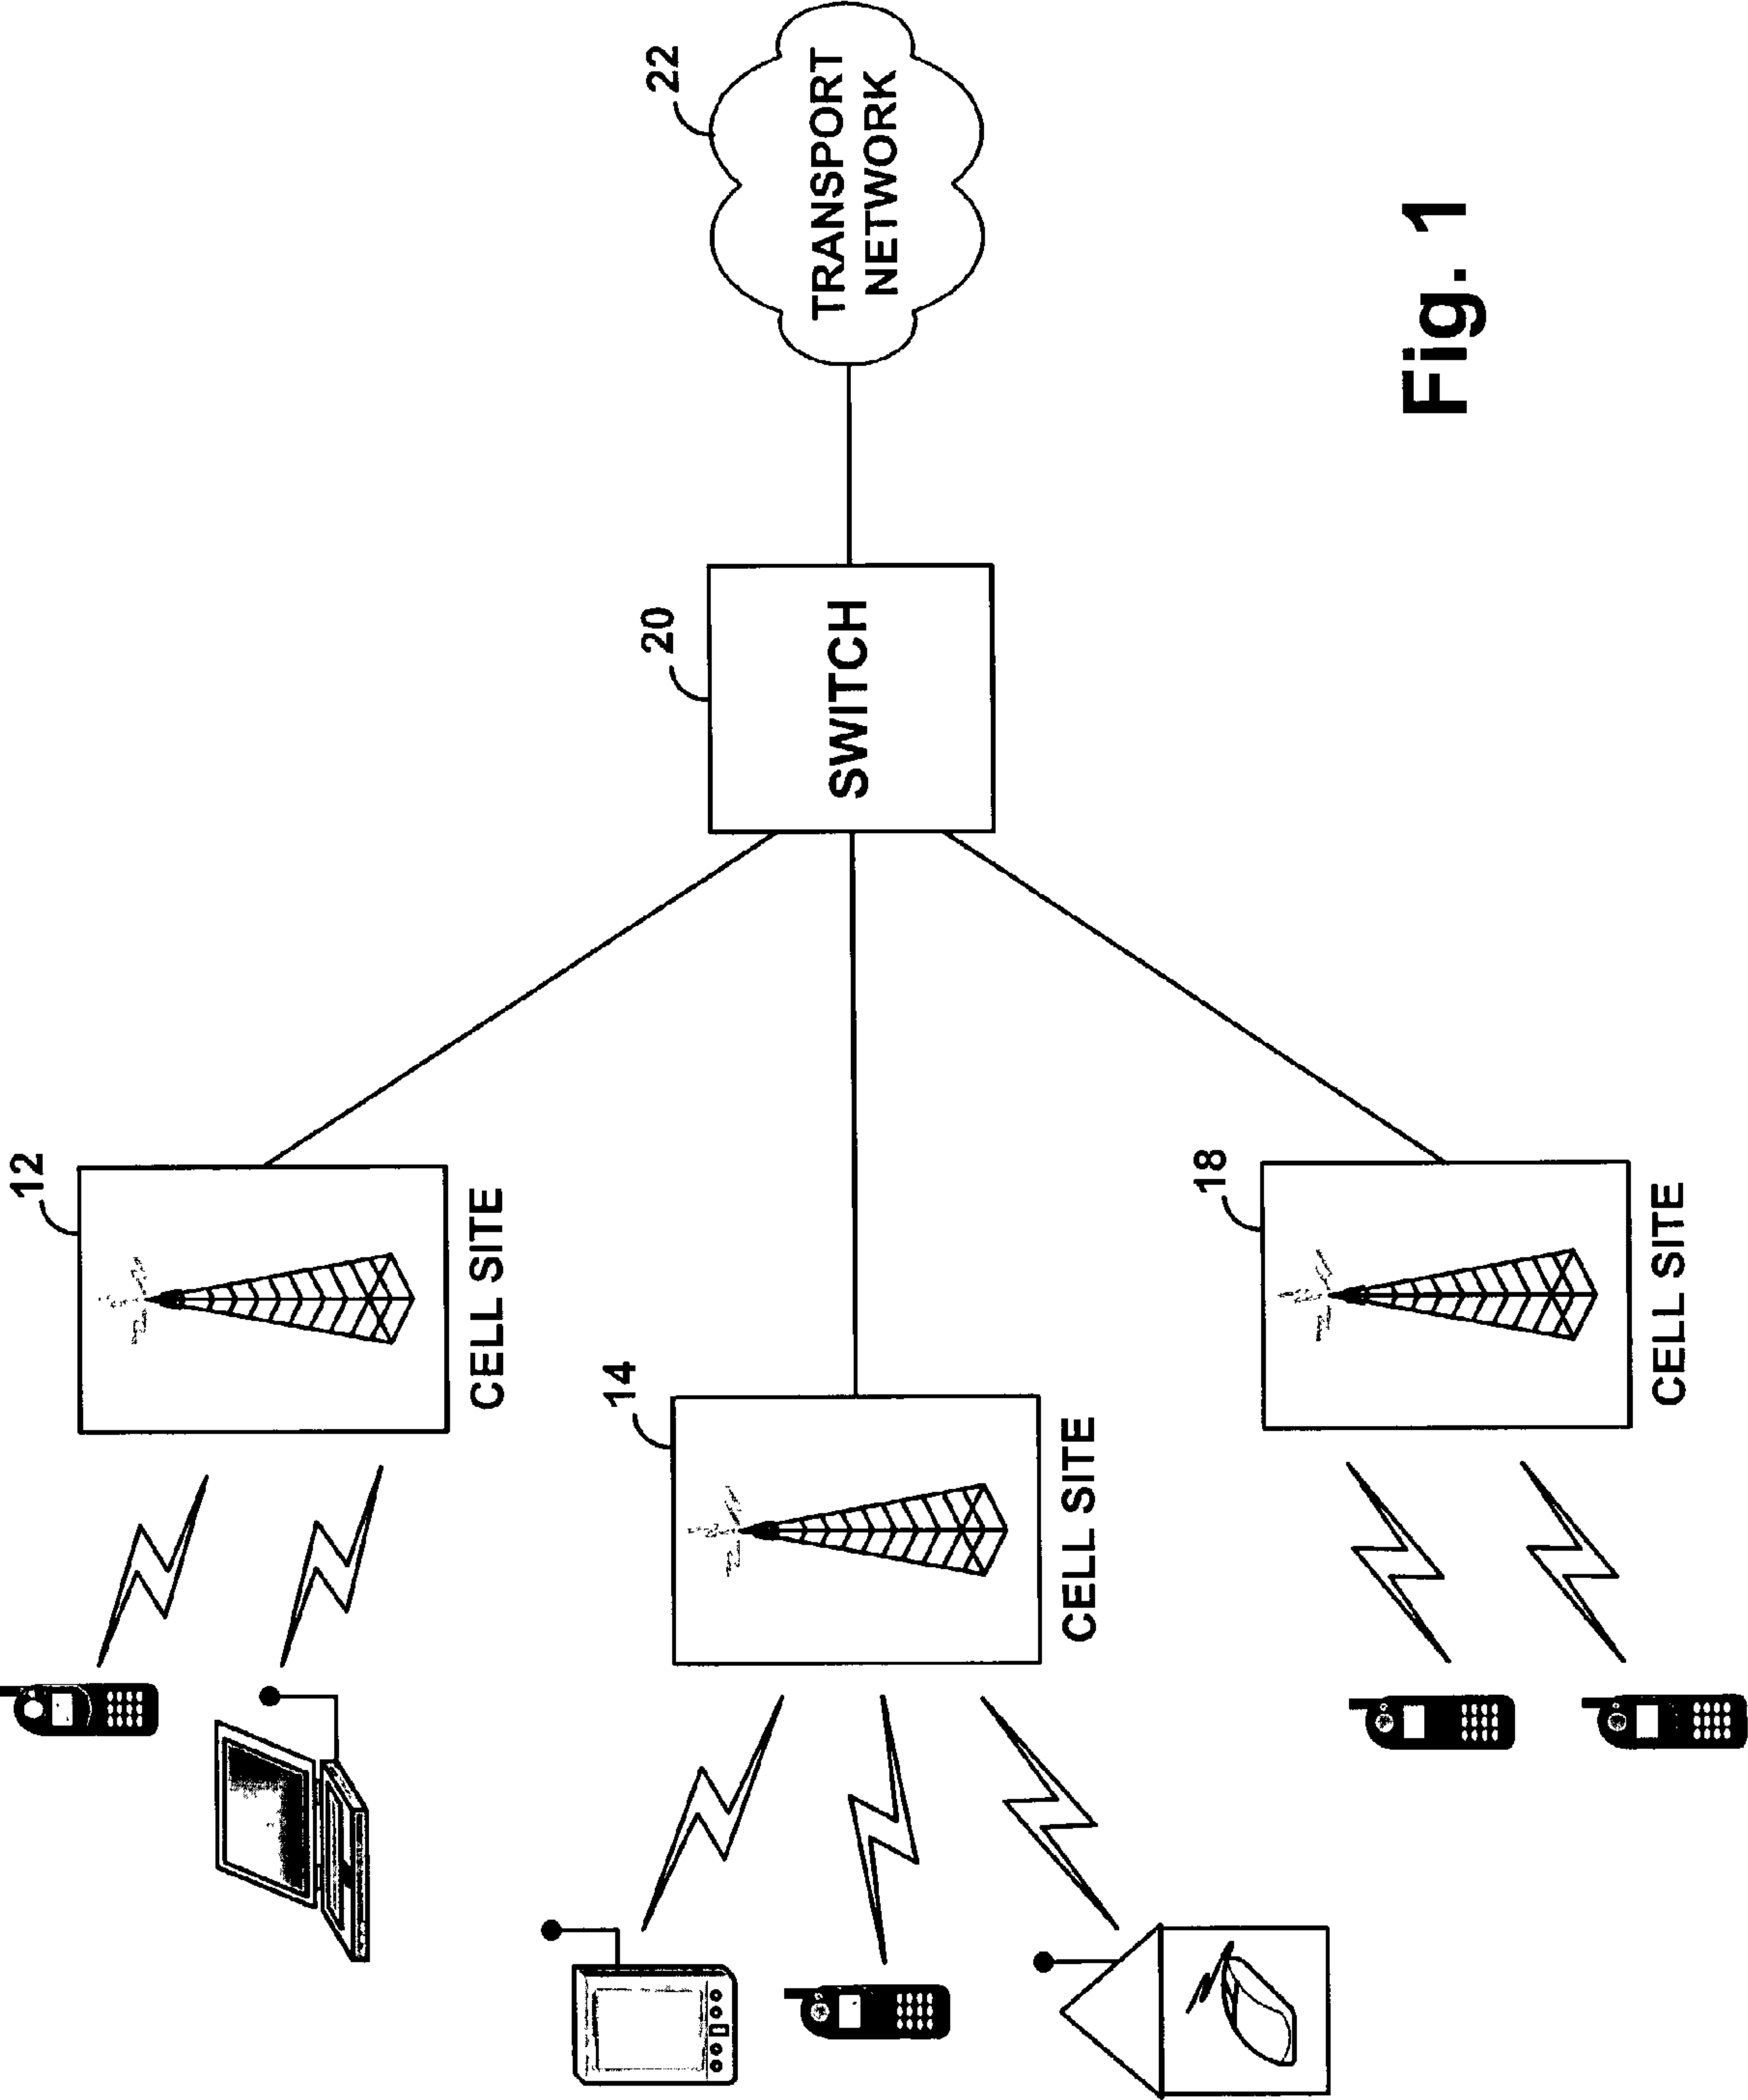 12
CELL SITE
14
CELL SITE
18
CELL SITE
20
SWITCH
22
TRANSPORT
NETWORK
Fig. 1